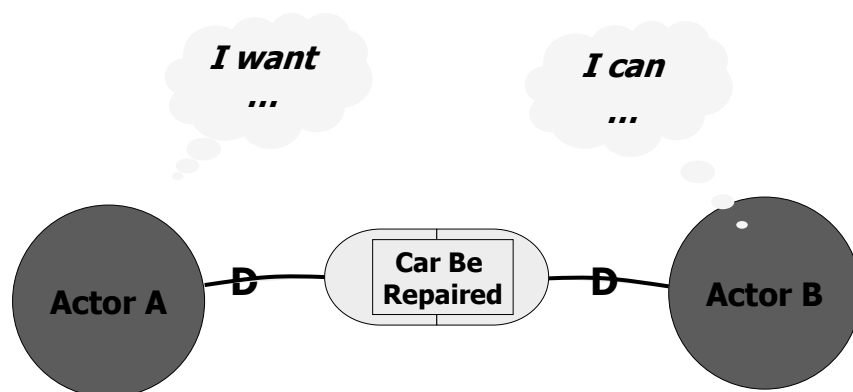 I want
...
I can
...
Actor A
D
Car Be
Repaired
D
Actor B